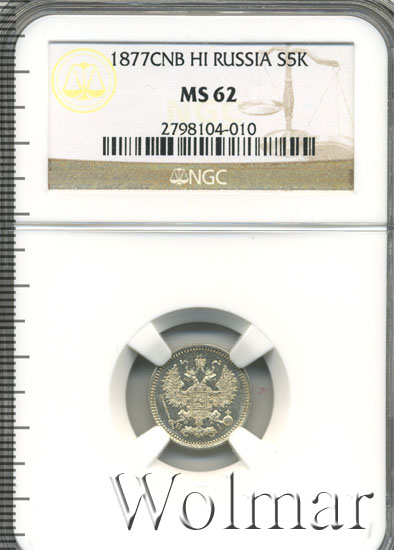 1877CNB HI RUSSIA S5K
MS 62
2798104-010
NGC
Wolmar